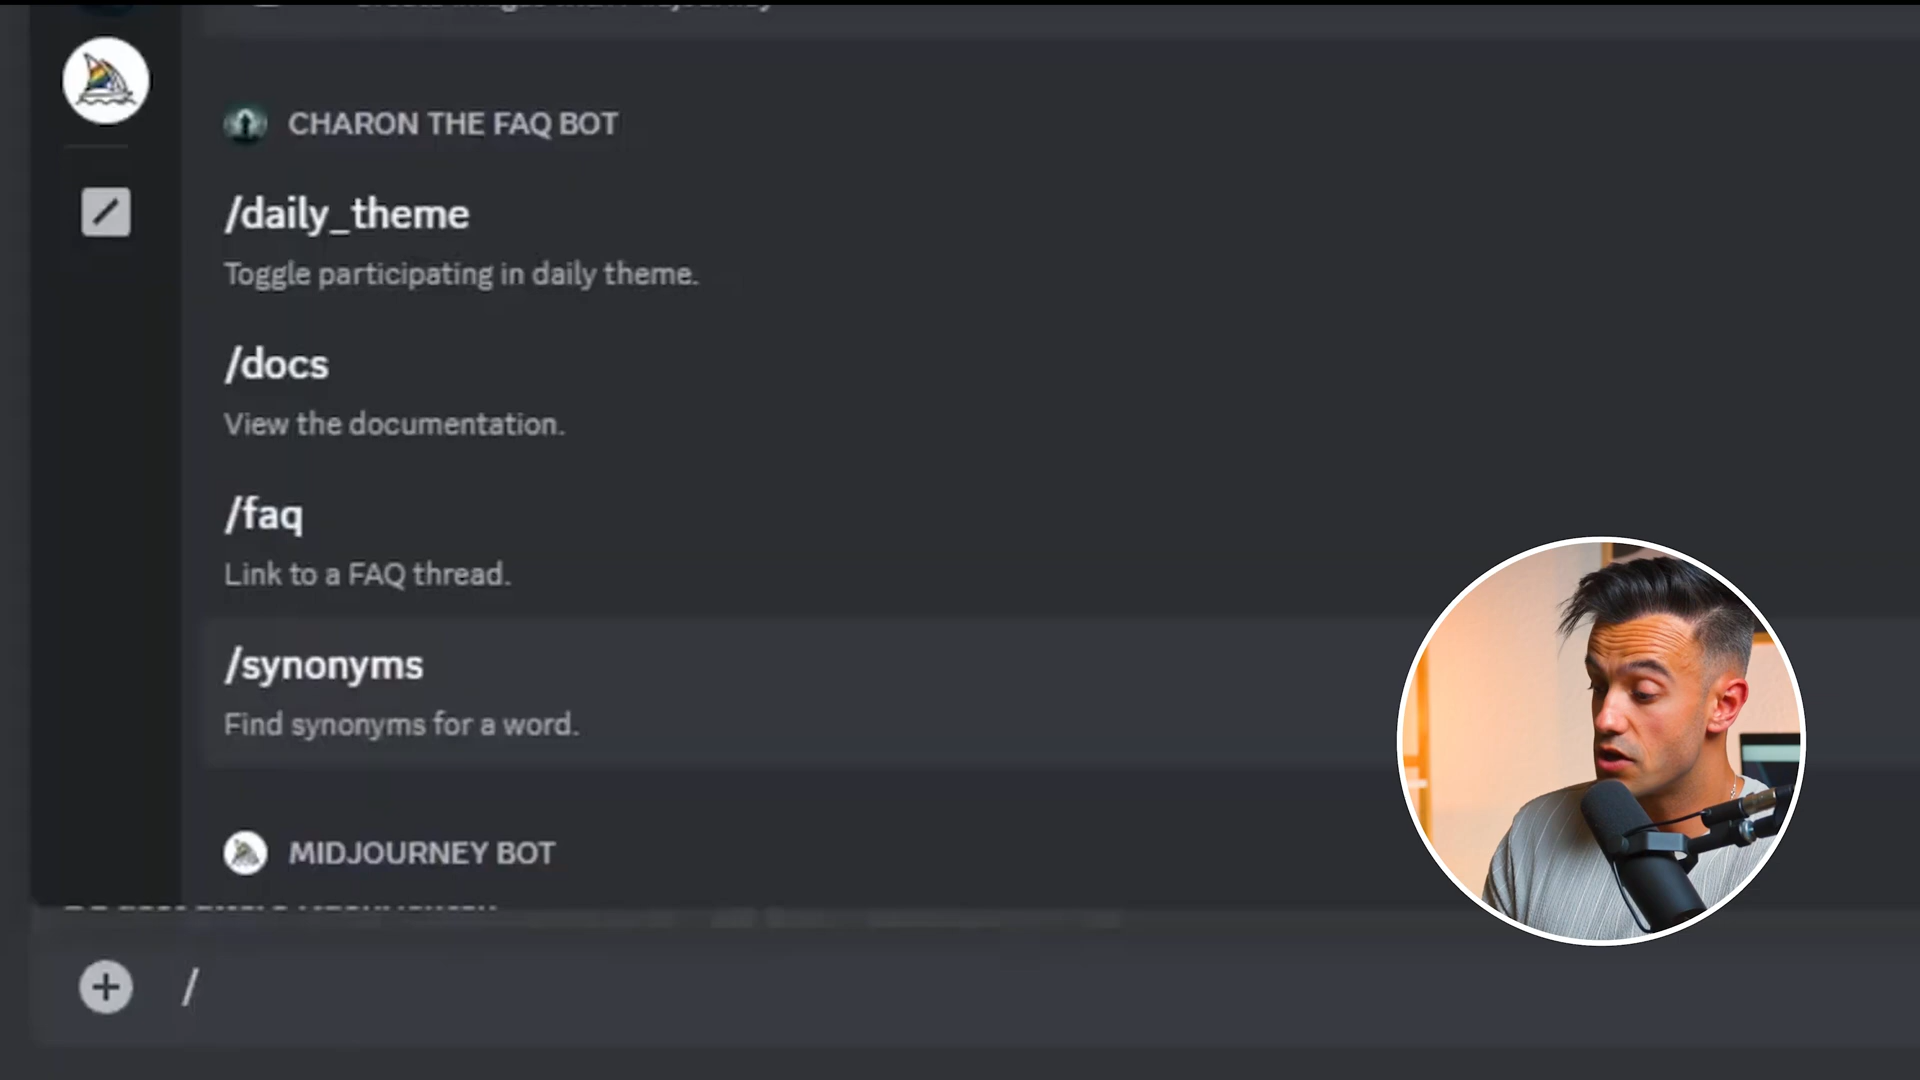 CHARON THE FAQ BOT
/daily_theme
Toggle participating in daily theme.
/docs
View the documentation.
/faq
Link to a FAQ thread.
/synonyms
Find synonyms for a word.
MIDJOURNEY BOT
/